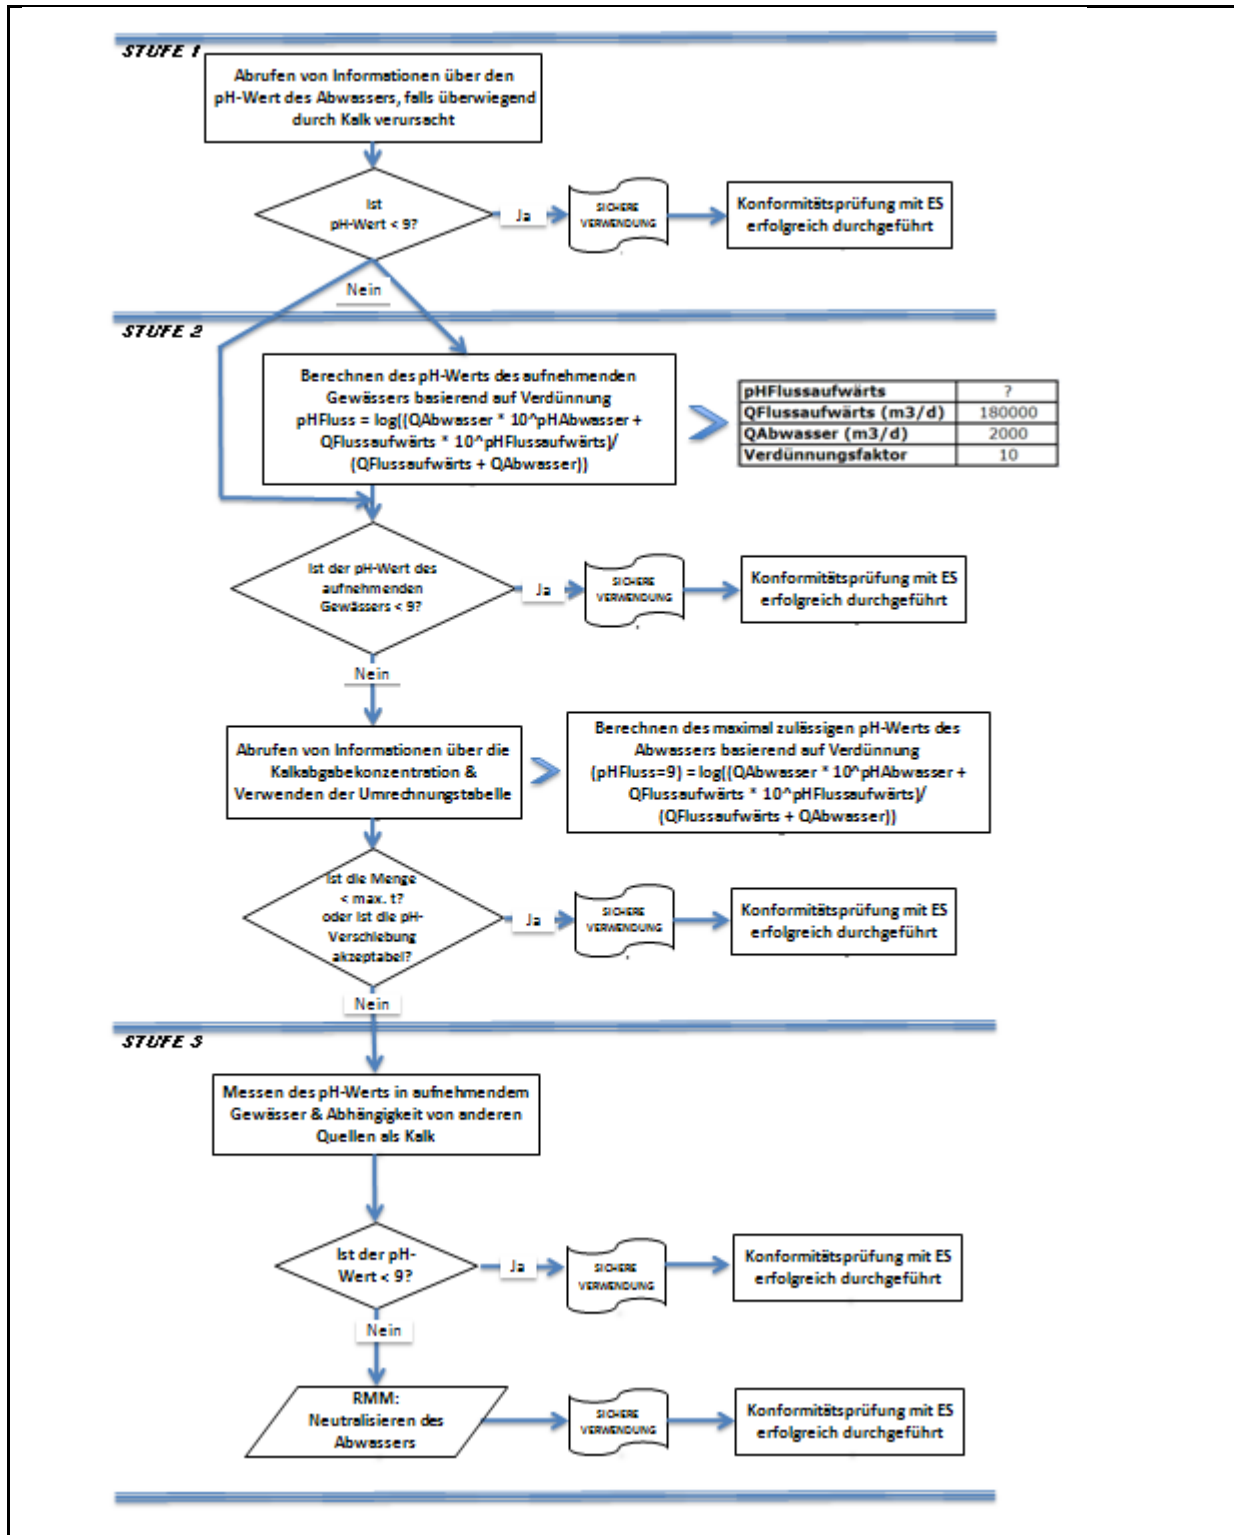 STUFE 1
Abrufen von Informationen über den
pH-Wert des Abwassers, falls überwiegend
durch Kalk verursacht
Ist
pH-Wert < 9?
Ja
SICHERE
VERWENDUNG
Konformitätsprüfung mit ES
erfolgreich durchgeführt
Nein
STUFE 2
Berechnen des pH-Werts des aufnehmenden
Gewässers basierend auf Verdünnung
pHFluss = log((QAbwasser * 10^pHAbwasser +
QFlussaufwärts * 10^pHFlussaufwärts)/
(QFlussaufwärts + QAbwasser))
pHFlussaufwärts ?
QFlussaufwärts (m3/d) 180000
QAbwasser (m3/d) 2000
Verdünnungsfaktor 10
Ist der pH-Wert des
aufnehmenden
Gewässers < 9?
Ja
SICHERE
VERWENDUNG
Konformitätsprüfung mit ES
erfolgreich durchgeführt
Nein
Abrufen von Informationen über die
Kalkabgabekonzentration &
Verwenden der Umrechnungstabelle
Berechnen des maximal zulässigen pH-Werts des
Abwassers basierend auf Verdünnung
(pHFluss=9) = log((QAbwasser * 10^pHAbwasser +
QFlussaufwärts * 10^pHFlussaufwärts)/
(QFlussaufwärts + QAbwasser))
Ist die Menge
< max. t?
oder ist die pH-
Verschiebung
akzeptabel?
Ja
SICHERE
VERWENDUNG
Konformitätsprüfung mit ES
erfolgreich durchgeführt
Nein
STUFE 3
Messen des pH-Werts in aufnehmendem
Gewässer & Abhängigkeit von anderen
Quellen als Kalk
Ist der pH-
Wert < 9?
Ja
SICHERE
VERWENDUNG
Konformitätsprüfung mit ES
erfolgreich durchgeführt
Nein
RMM:
Neutralisieren des
Abwassers
SICHERE
VERWENDUNG
Konformitätsprüfung mit ES
erfolgreich durchgeführt